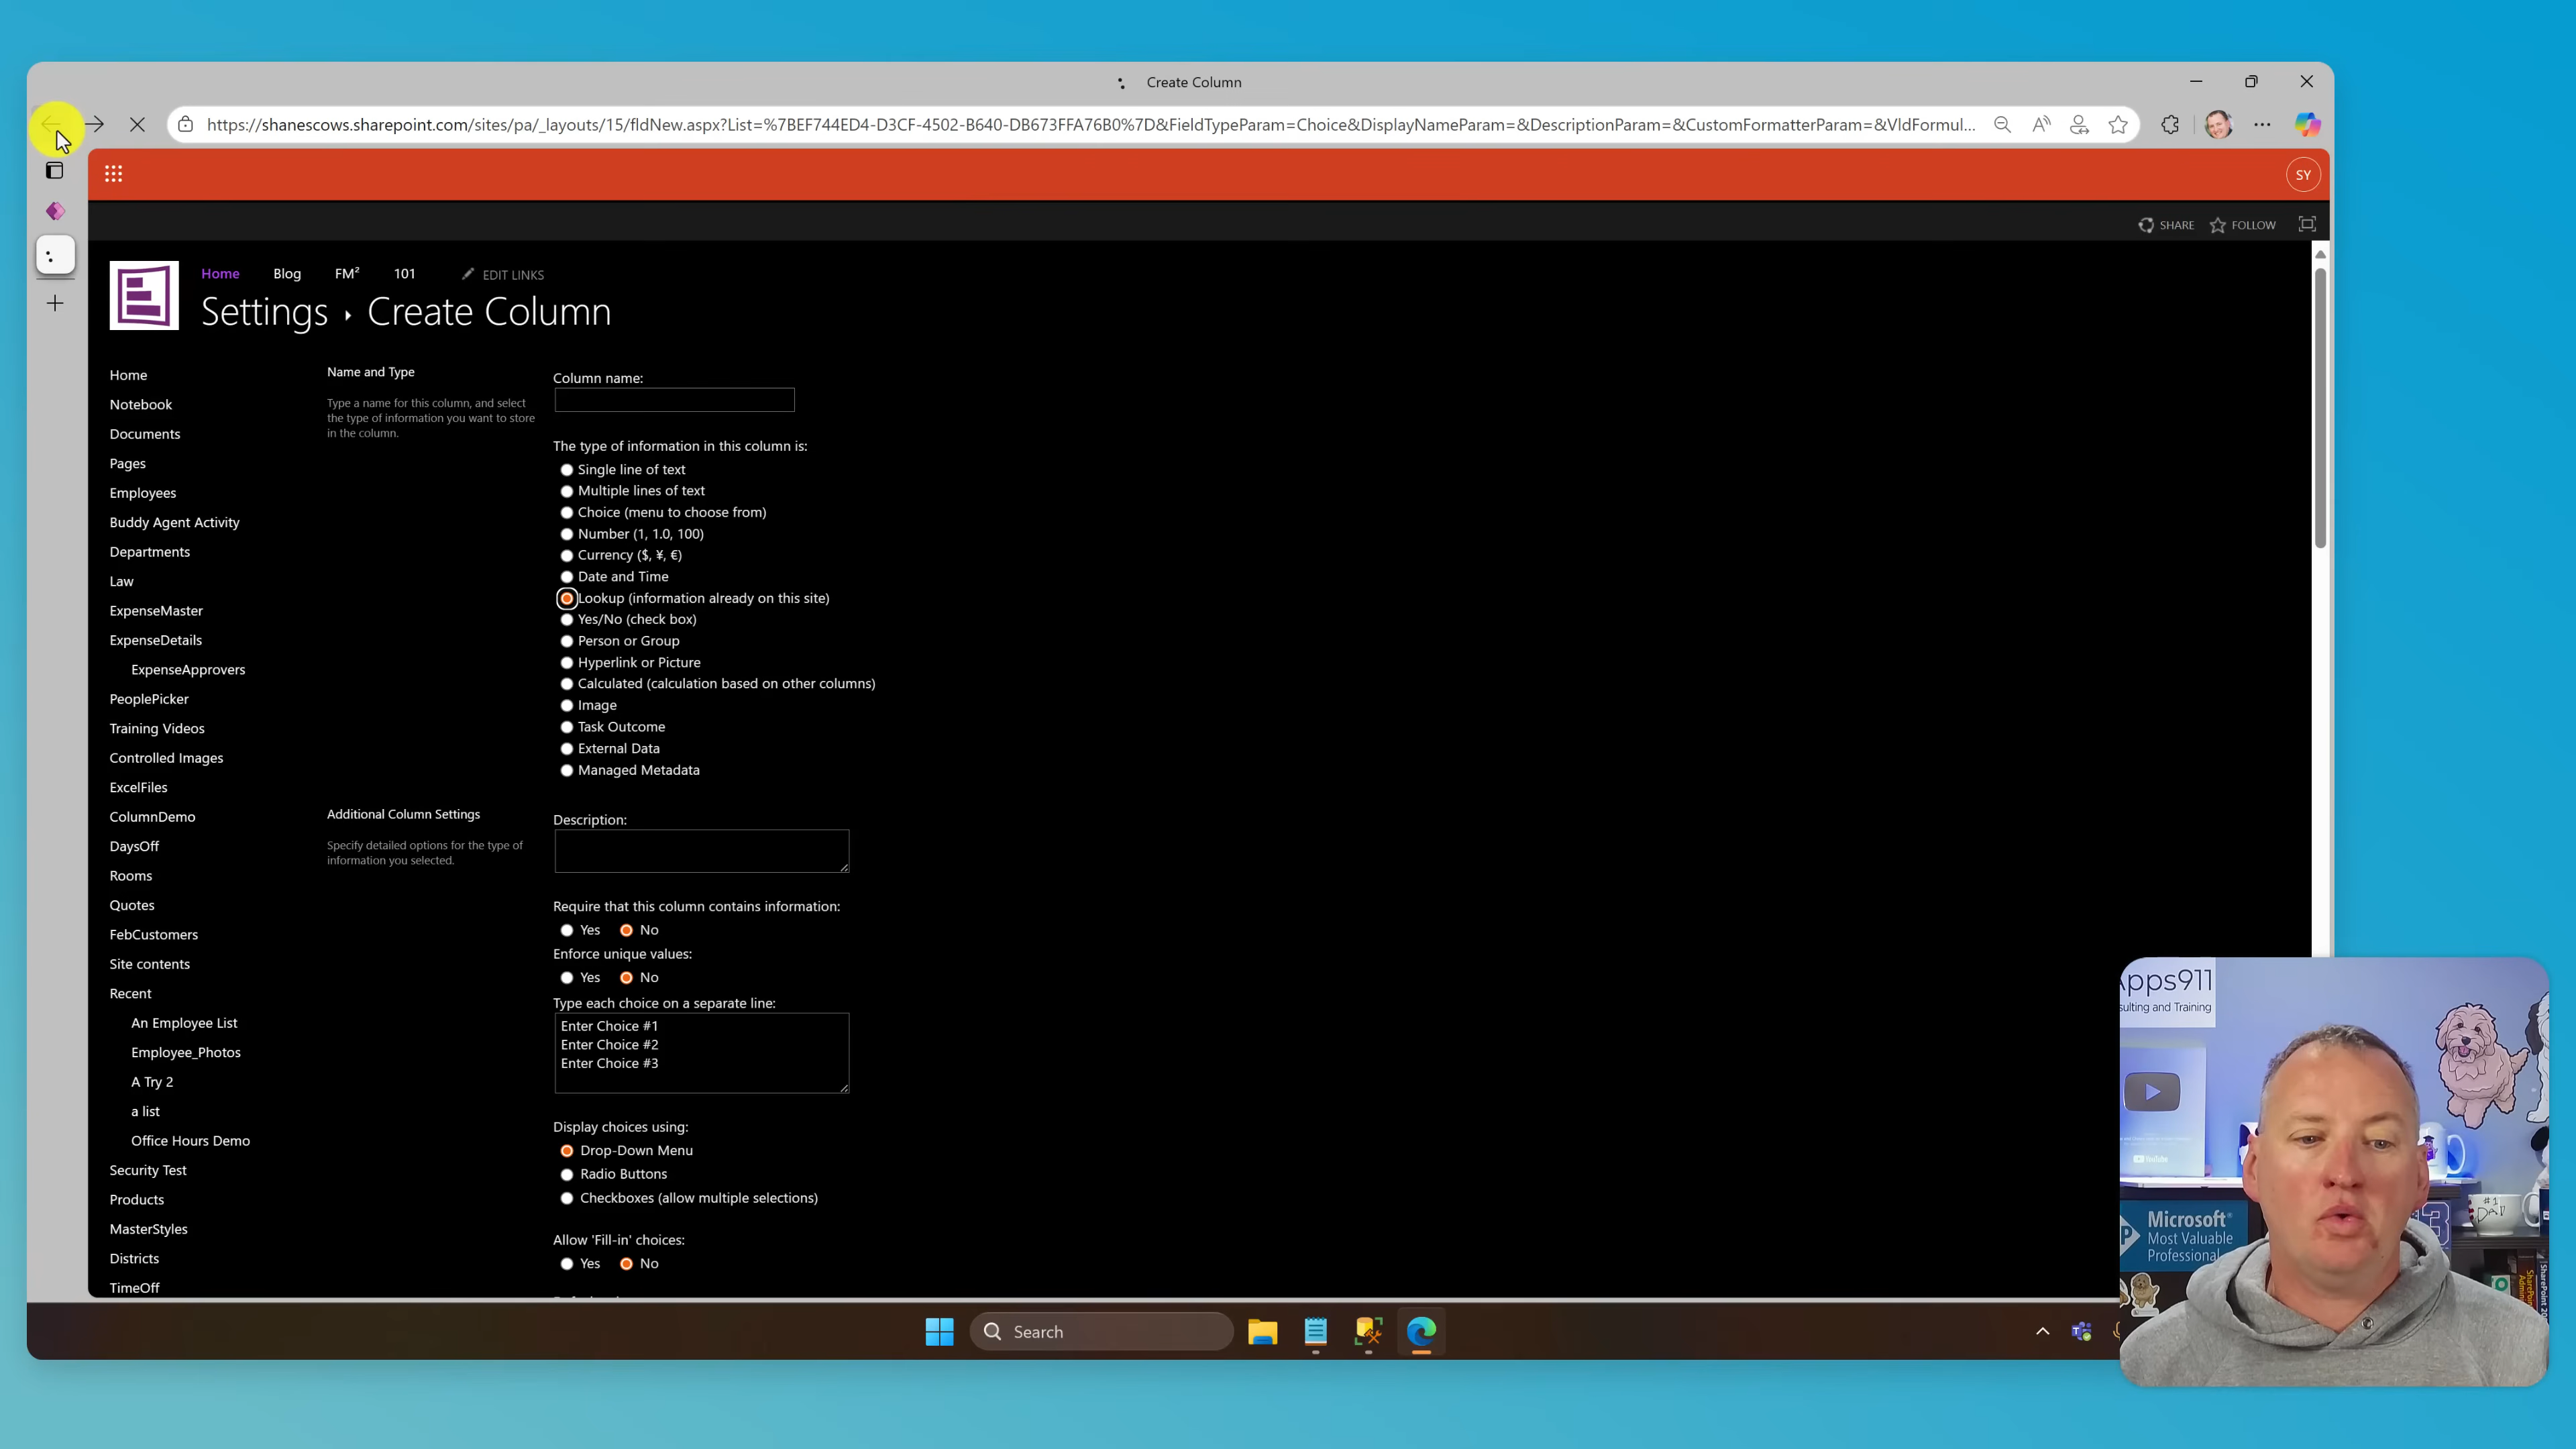 Create Column
https://shanescows.sharepoint.com/sites/pa/_layouts/15/fldNew.aspx?List=%7BEF744ED4-D3CF-4502-B640-DB673FFA76B0%7D&FieldTypeParam=Choice&DisplayNameParam=&DescriptionParam=&CustomFormatterParam=&VldFormul...
SY
SHARE
FOLLOW
Home
Blog
FM²
101
EDIT LINKS
Settings
Create Column
Home
Notebook
Documents
Pages
Employees
Buddy Agent Activity
Departments
Law
ExpenseMaster
ExpenseDetails
ExpenseApprovers
PeoplePicker
Training Videos
Controlled Images
ExcelFiles
ColumnDemo
DaysOff
Rooms
Quotes
FebCustomers
Site contents
Recent
An Employee List
Employee_Photos
A Try 2
a list
Office Hours Demo
Security Test
Products
MasterStyles
Districts
TimeOff
Name and Type
Type a name for this column, and select
the type of information you want to store
in the column.
Column name:
The type of information in this column is:
Single line of text
Multiple lines of text
Choice (menu to choose from)
Number (1, 1.0, 100)
Currency ($, ¥, €)
Date and Time
Lookup (information already on this site)
Yes/No (check box)
Person or Group
Hyperlink or Picture
Calculated (calculation based on other columns)
Image
Task Outcome
External Data
Managed Metadata
Additional Column Settings
Specify detailed options for the type of
information you selected.
Description:
Require that this column contains information:
Yes No
Enforce unique values:
Yes No
Type each choice on a separate line:
Enter Choice #1
Enter Choice #2
Enter Choice #3
Display choices using:
Drop-Down Menu
Radio Buttons
Checkboxes (allow multiple selections)
Allow 'Fill-in' choices:
Yes No
Search
Apps911
sulting and Training
YouTube
Microsoft®
Most Valuable
Professional
#1
DAD